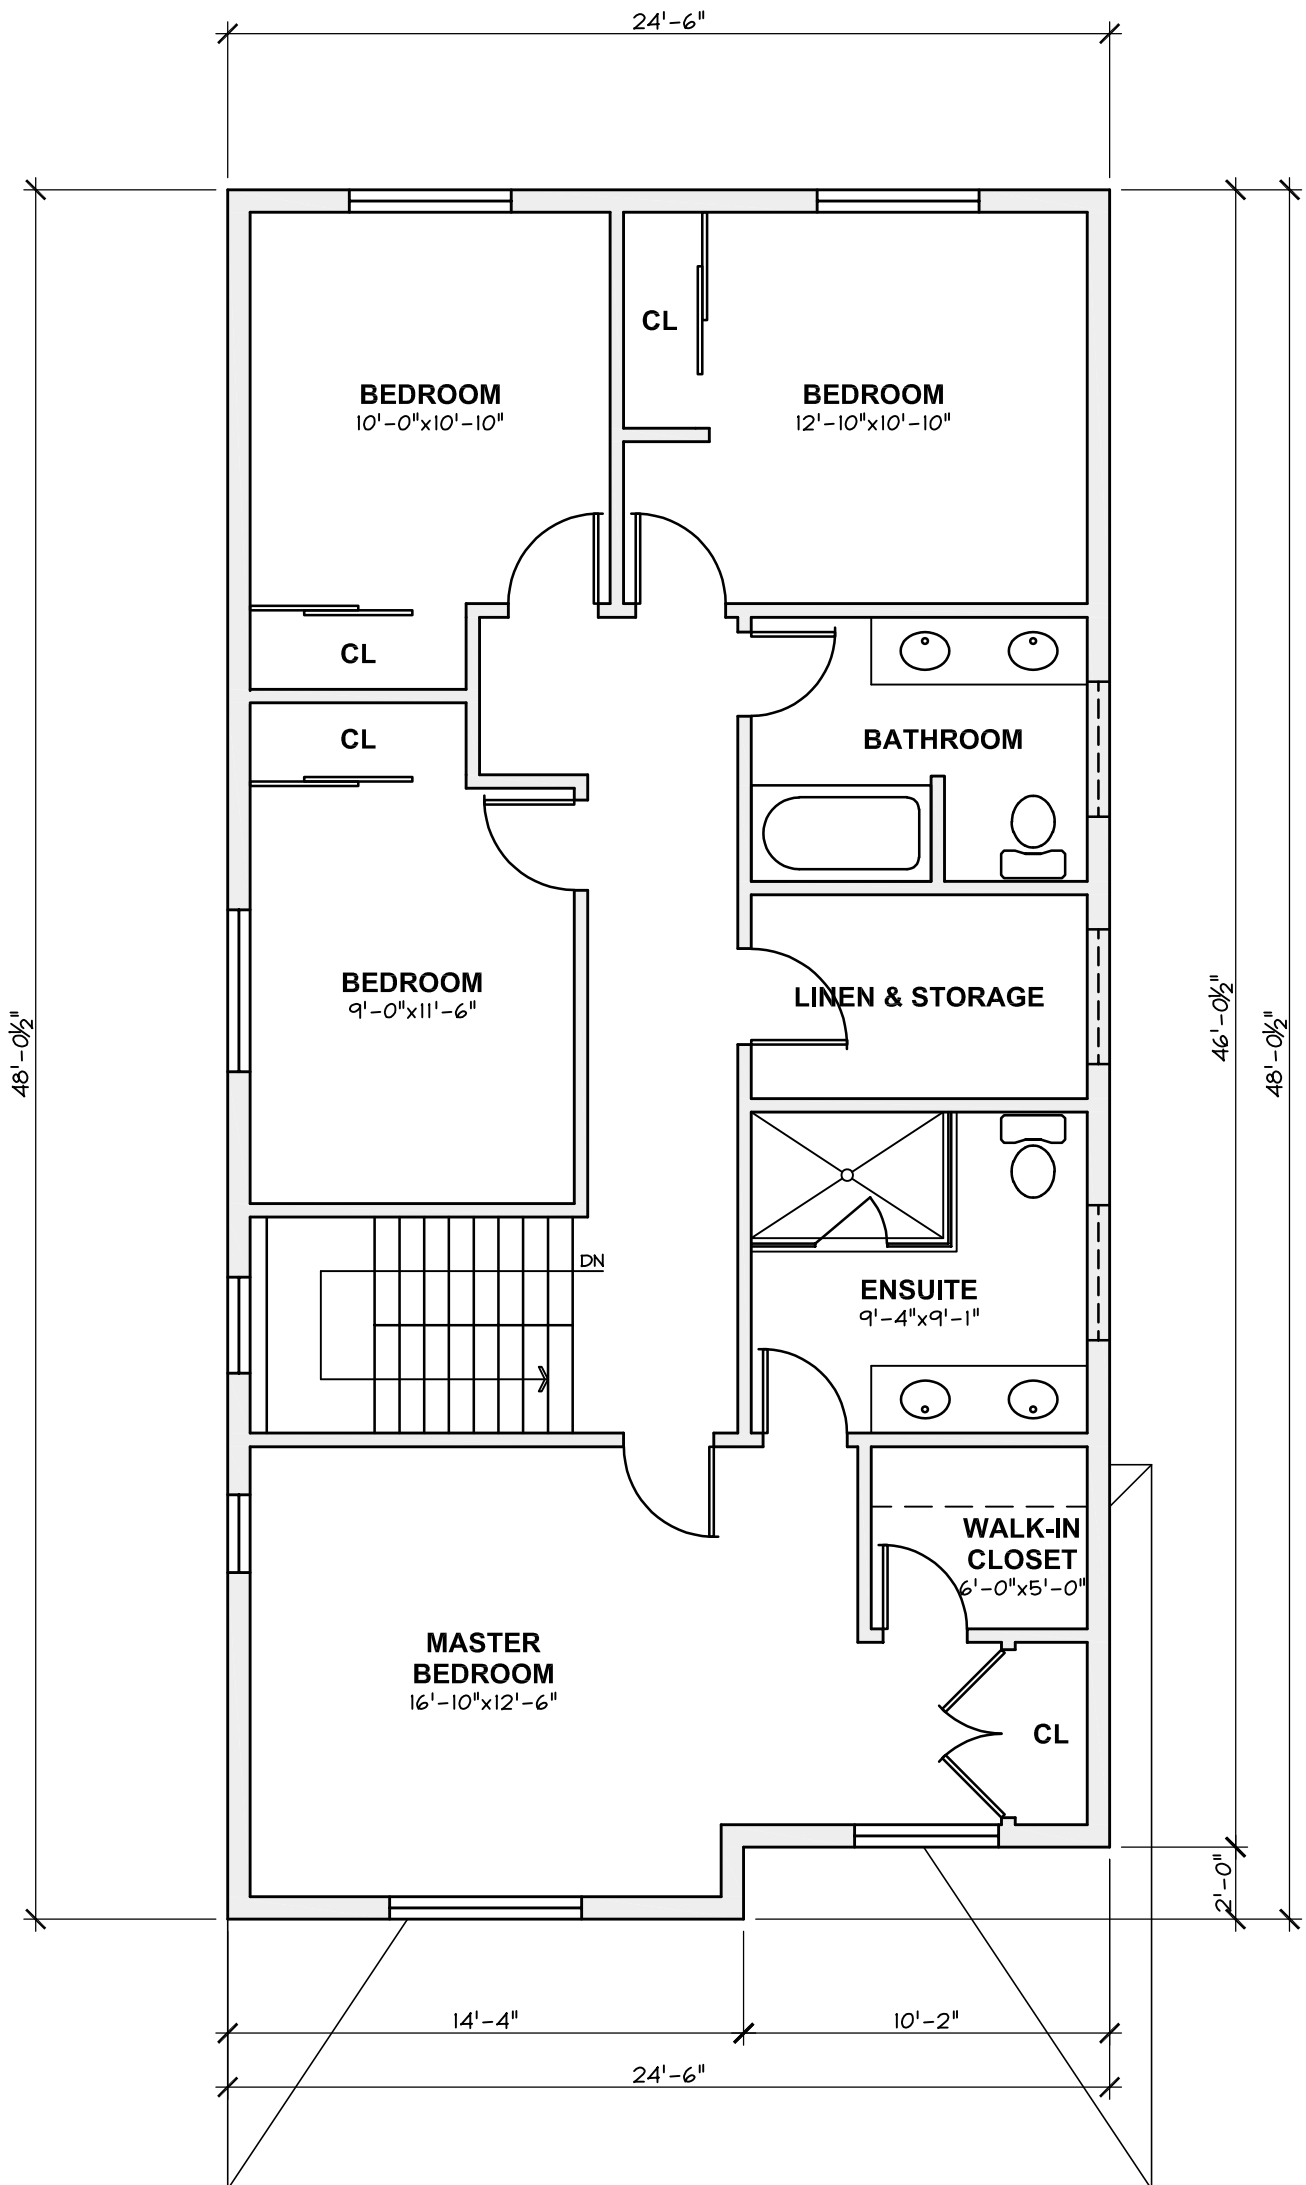 24'-6"
CL
BEDROOM
10'-0"x10'-10"
BEDROOM
12'-10"x10'-10"
CL
CL
BATHROOM
BEDROOM
9'-0"x11'-6"
LINEN & STORAGE
48'-0½"
46'-0½"
48'-0½"
DN
ENSUITE
9'-4"x9'-1"
WALK-IN
CLOSET
6'-0"x5'-0"
MASTER
BEDROOM
16'-10"x12'-6"
CL
2'-0"
14'-4"
10'-2"
24'-6"